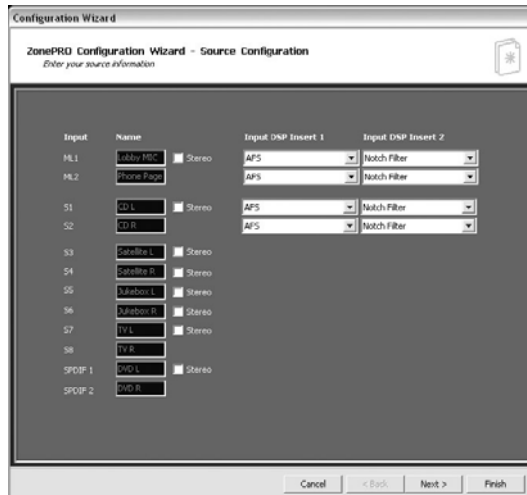 Configuration Wizard
ZonePRO Configuration Wizard - Source Configuration
Enter your source information
Input Name Input DSP Insert 1 Input DSP Insert 2
ML1 Lobby MIC Stereo AFS Notch Filter
ML2 Phone Page AFS Notch Filter
S1 CD L Stereo AFS Notch Filter
S2 CD R AFS Notch Filter
S3 Satellite L Stereo
S4 Satellite R Stereo
S5 Jukebox L Stereo
S6 Jukebox R Stereo
S7 TV L Stereo
S8 TV R
SPDIF 1 DVD L Stereo
SPDIF 2 DVD R
Cancel < Back Next > Finish